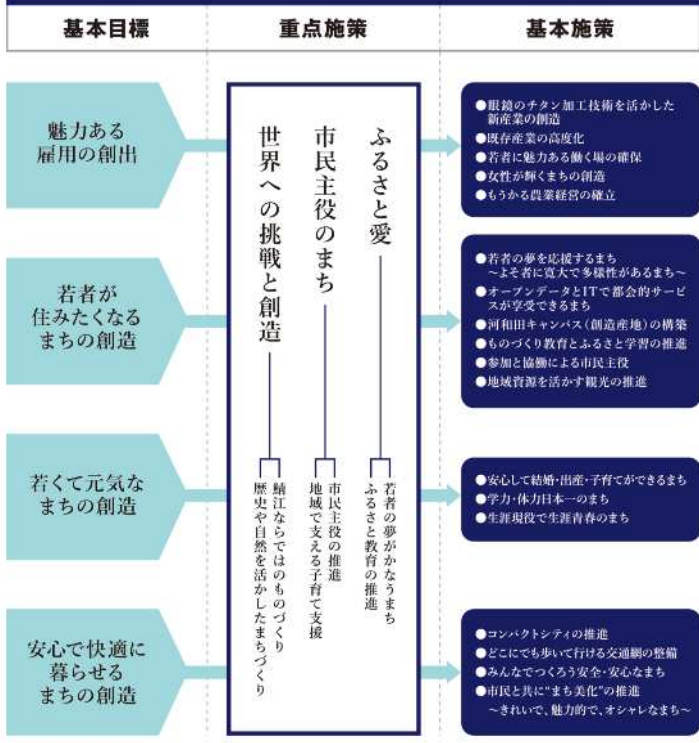 基本目標
重点施策
基本施策
魅力ある
雇用の創出
若者が
住みたくなる
まちの創造
若くて元気な
まちの創造
安心で快適に
暮らせる
まちの創造
ふるさと愛
若者の夢がかなうまち
ふるさと教育の推進
市民主役のまち
市民主役の推進
地域で支える子育て支援
世界への挑戦と創造
鯖江ならではのものづくり
歴史や自然を活かしたまちづくり
●眼鏡のチタン加工技術を活かした
新産業の創造
●既存産業の高度化
●若者に魅力ある働く場の確保
●女性が輝くまちの創造
●もうかる農業経営の確立
●若者の夢を応援するまち
～よそ者に寛大で多様性があるまち～
●オープンデータとITで都会的サービ
スが享受できるまち
●河和田キャンパス(創造産地)の構築
●ものづくり教育とふるさと学習の推進
●参加と協働による市民主役
●地域資源を活かす観光の推進
●安心して結婚・出産・子育てができるまち
●学力・体力日本一のまち
●生涯現役で生涯青春のまち
●コンパクトシティの推進
●どこにでも歩いて行ける交通網の整備
●みんなでつくろう安全・安心なまち
●市民と共に“まち美化”の推進
～きれいで、魅力的で、オシャレなまち～